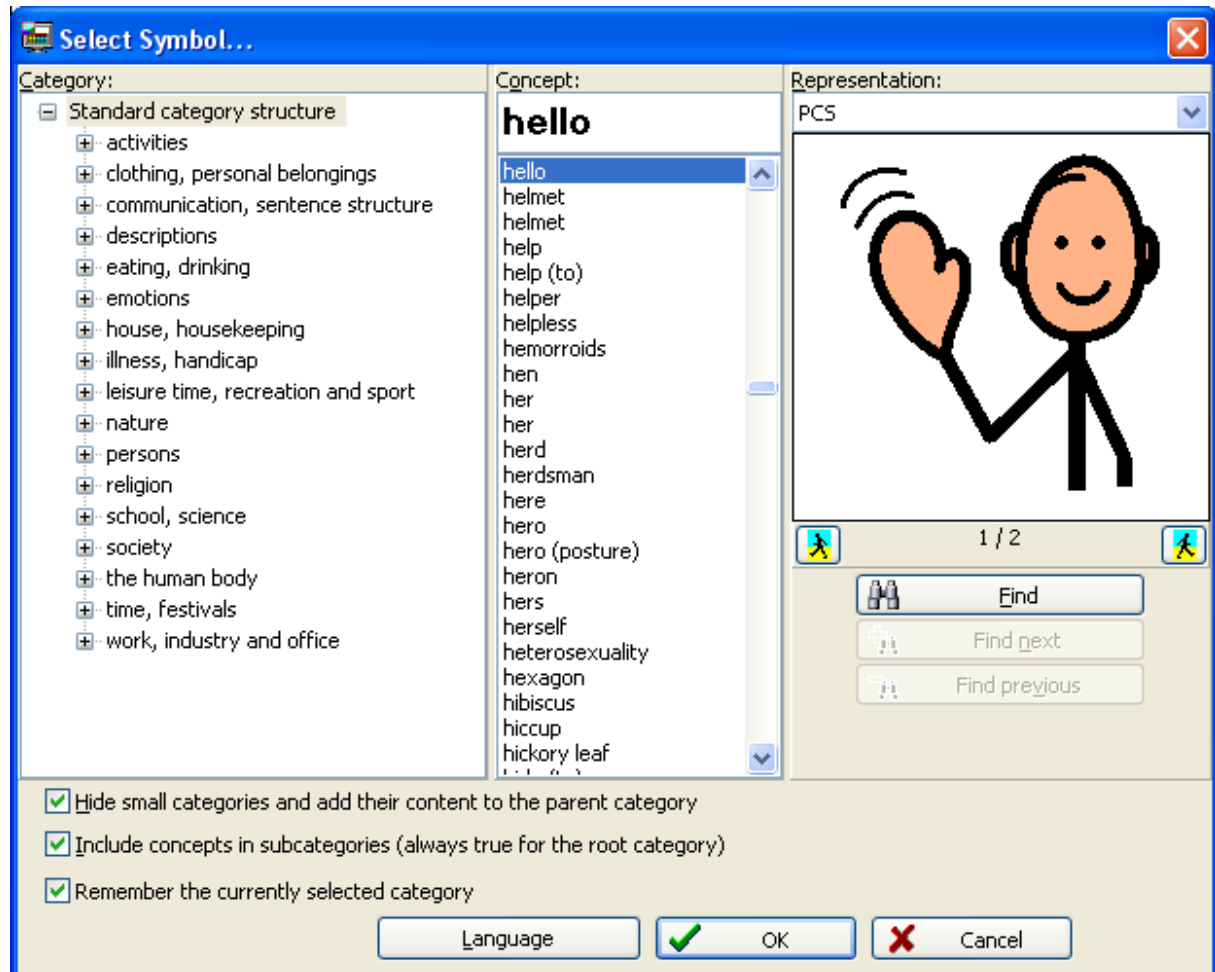 Select Symbol...
Category:
Standard category structure
activities
clothing, personal belongings
communication, sentence structure
descriptions
eating, drinking
emotions
house, housekeeping
illness, handicap
leisure time, recreation and sport
nature
persons
religion
school, science
society
the human body
time, festivals
work, industry and office
Concept:
hello
hello
helmet
helmet
help
help (to)
helper
helpless
hemorroids
hen
her
her
herd
herdsman
here
hero
hero (posture)
heron
hers
herself
heterosexuality
hexagon
hibiscus
hiccup
hickory leaf
Representation:
PCS
1 / 2
Find
Find next
Find previous
Hide small categories and add their content to the parent category
Include concepts in subcategories (always true for the root category)
Remember the currently selected category
Language
OK
Cancel